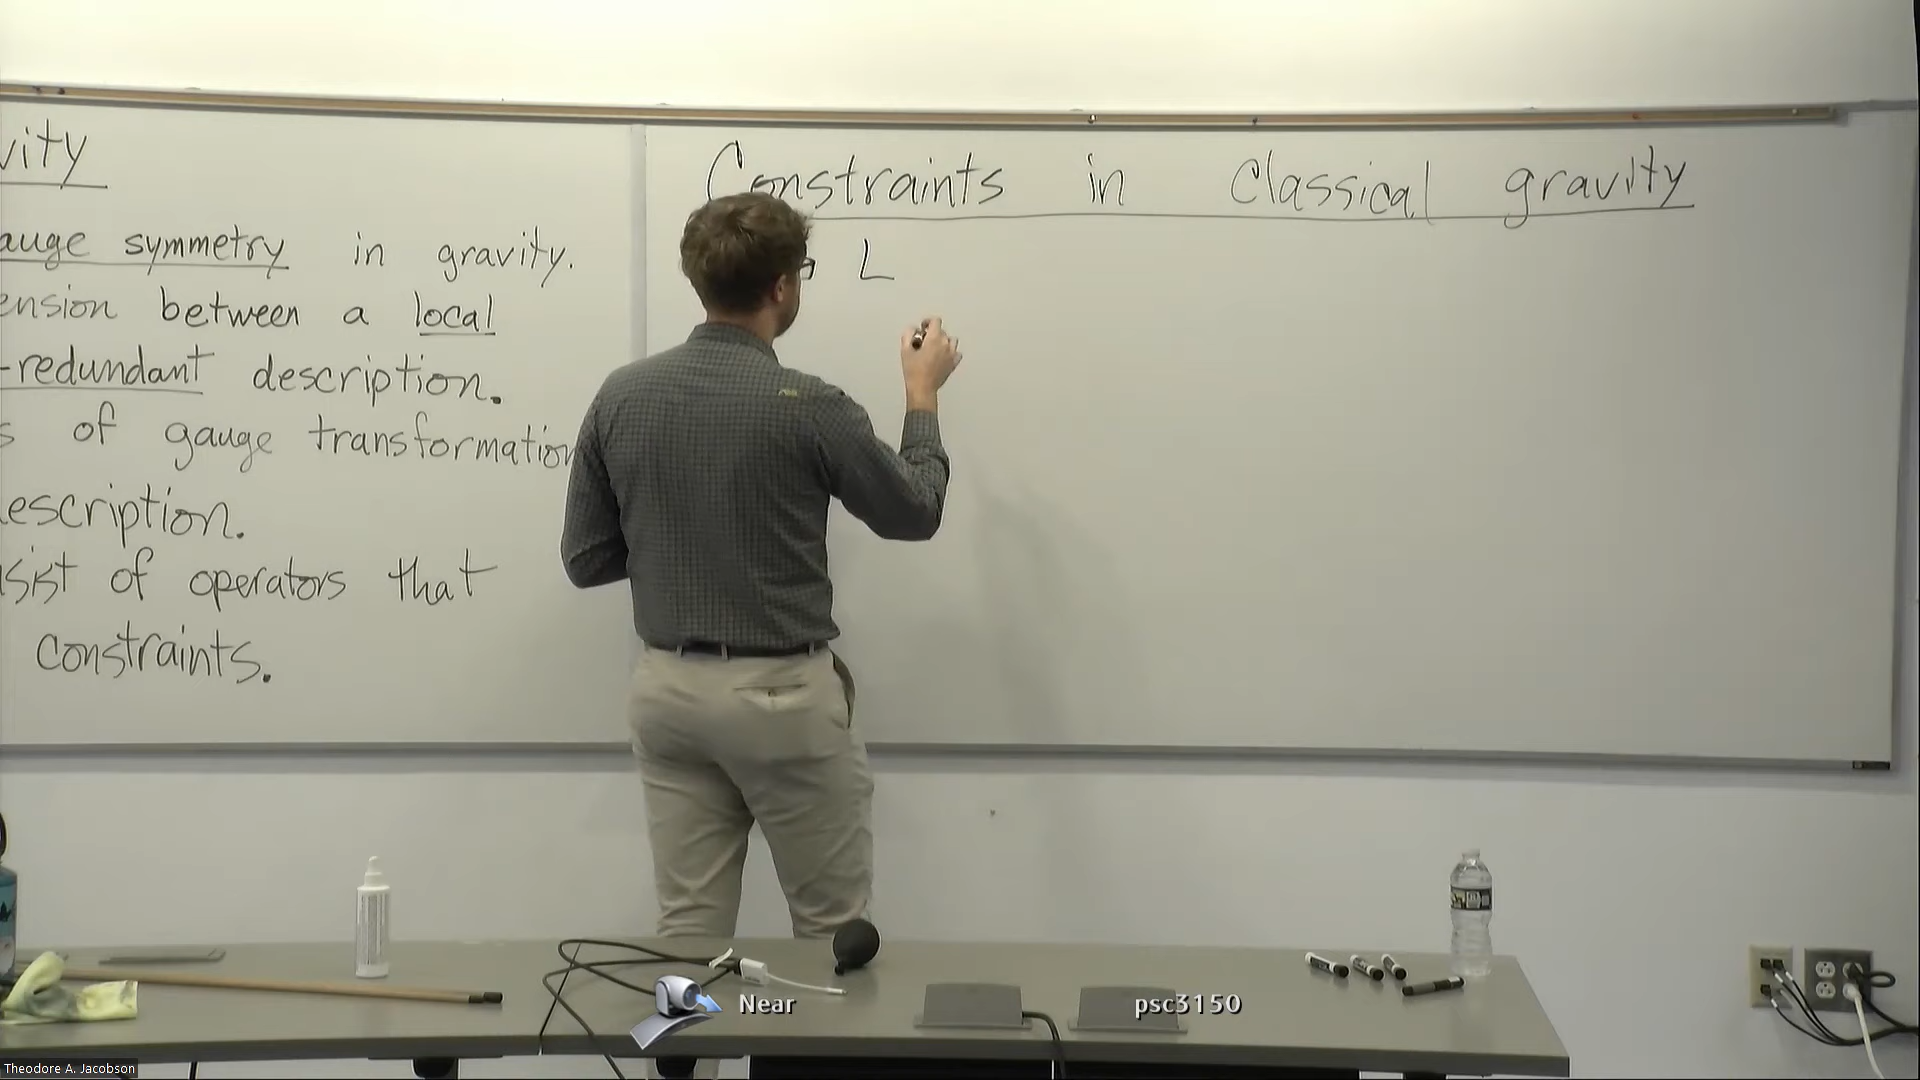 vity
auge symmetry in gravity.
ension between a local
-redundant description.
s of gauge transformation
escription.
sist of operators that
constraints.
Constraints in Classical gravity
L
Near
psc3150
Theodore A. Jacobson